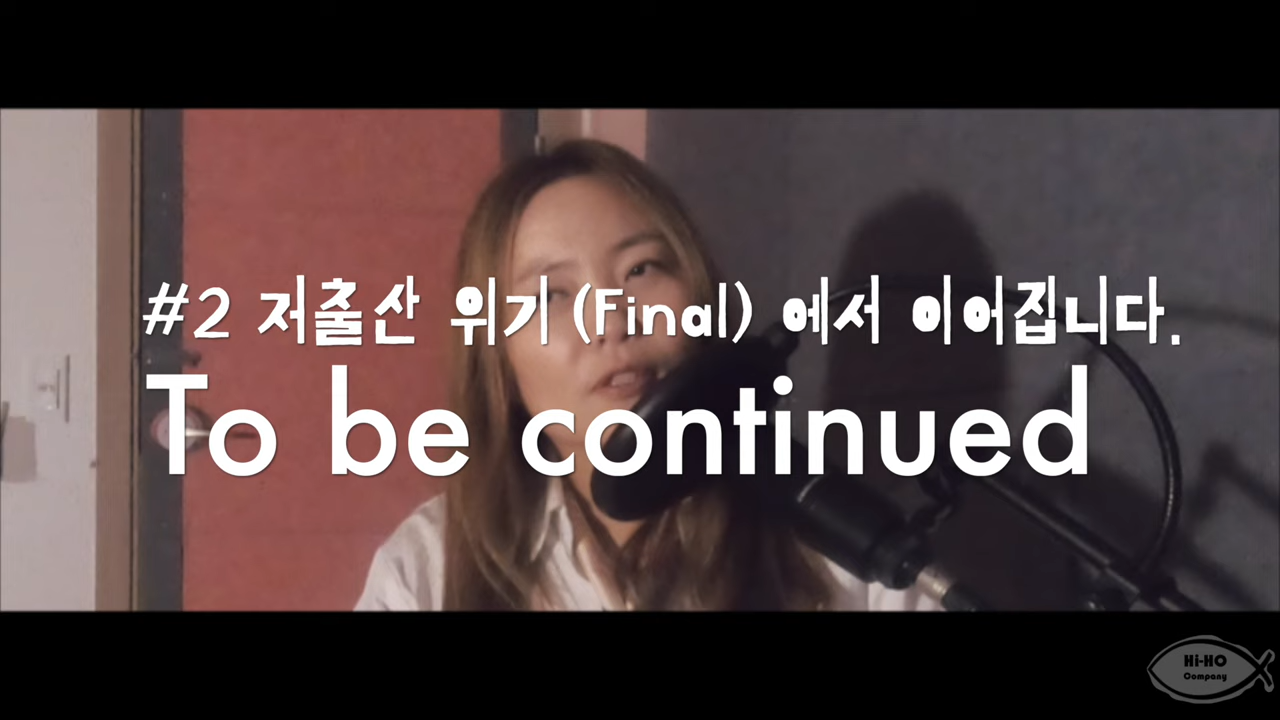 #2 저출산 위기 (Final) 에서 이어집니다.
To be continued
Hi-HO
Company